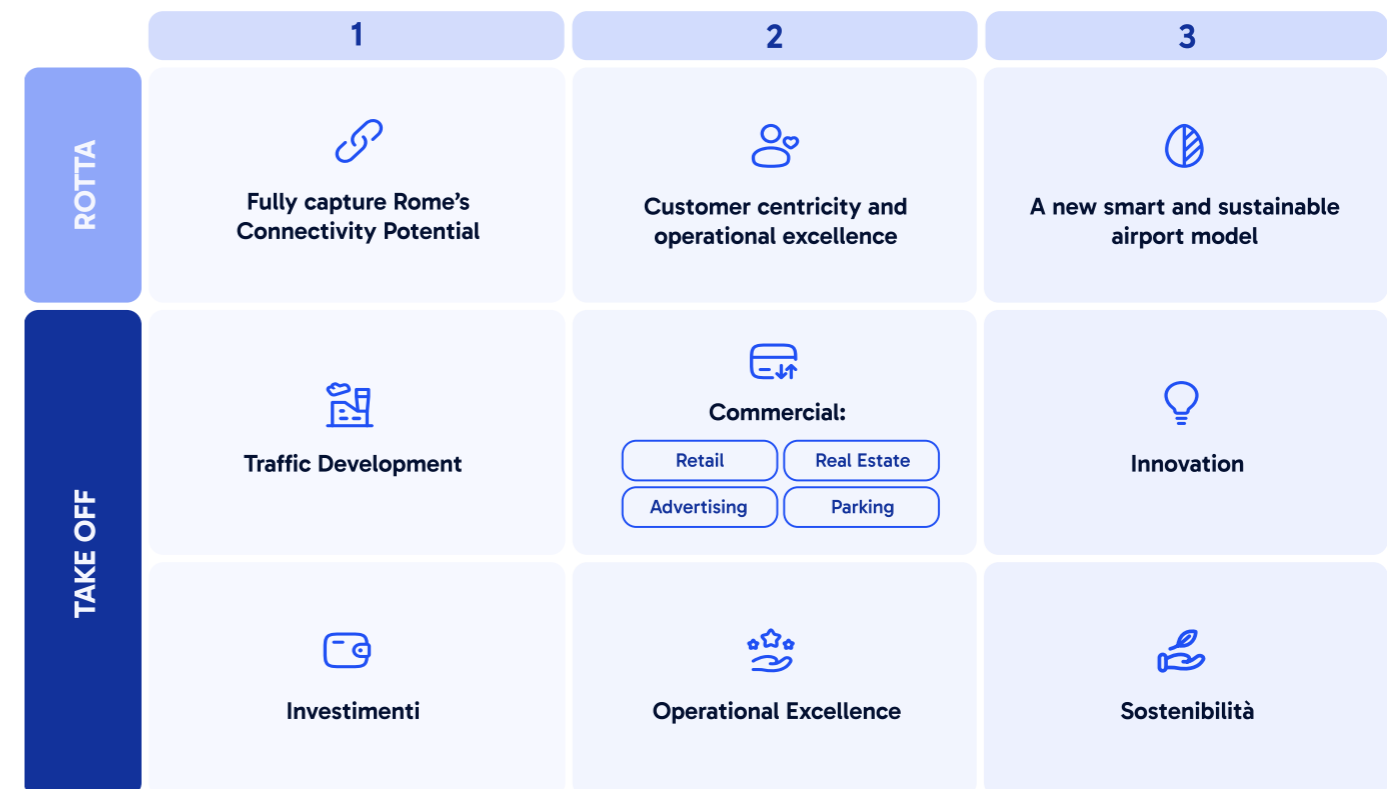 1
2
3
ROTTA
Fully capture Rome’s
Connectivity Potential
Customer centricity and
operational excellence
A new smart and sustainable
airport model
TAKE OFF
Traffic Development
Commercial:
Retail
Real Estate
Advertising
Parking
Innovation
Investimenti
Operational Excellence
Sostenibilità